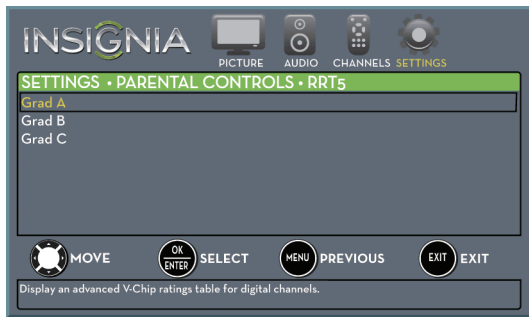 INSIGNIA
PICTURE AUDIO CHANNELS SETTINGS
SETTINGS • PARENTAL CONTROLS • RRT5
Grad A
Grad B
Grad C
MOVE OK ENTER SELECT MENU PREVIOUS EXIT EXIT
Display an advanced V-Chip ratings table for digital channels.